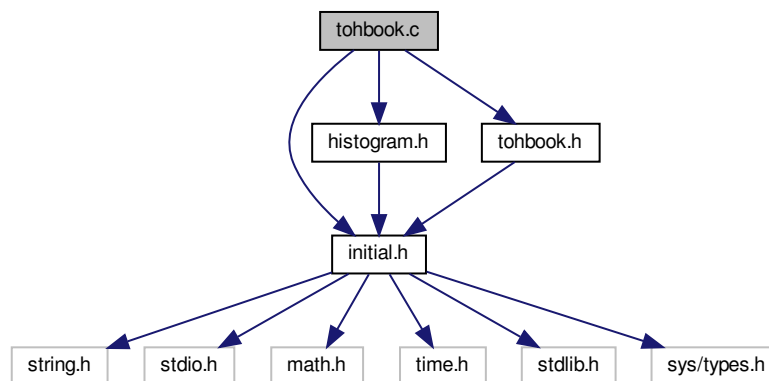 tohbook.c
histogram.h
tohbook.h
initial.h
string.h
stdio.h
math.h
time.h
stdlib.h
sys/types.h